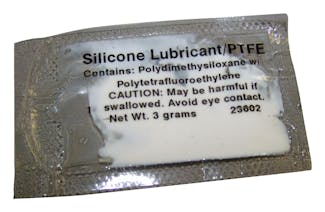 Silicone Lubricant/PTFE
Contains: Polydimethysiloxane w/
Polytetrafluoroethylene
CAUTION: May be harmful if
swallowed. Avoid eye contact.
Net Wt. 3 grams 23602